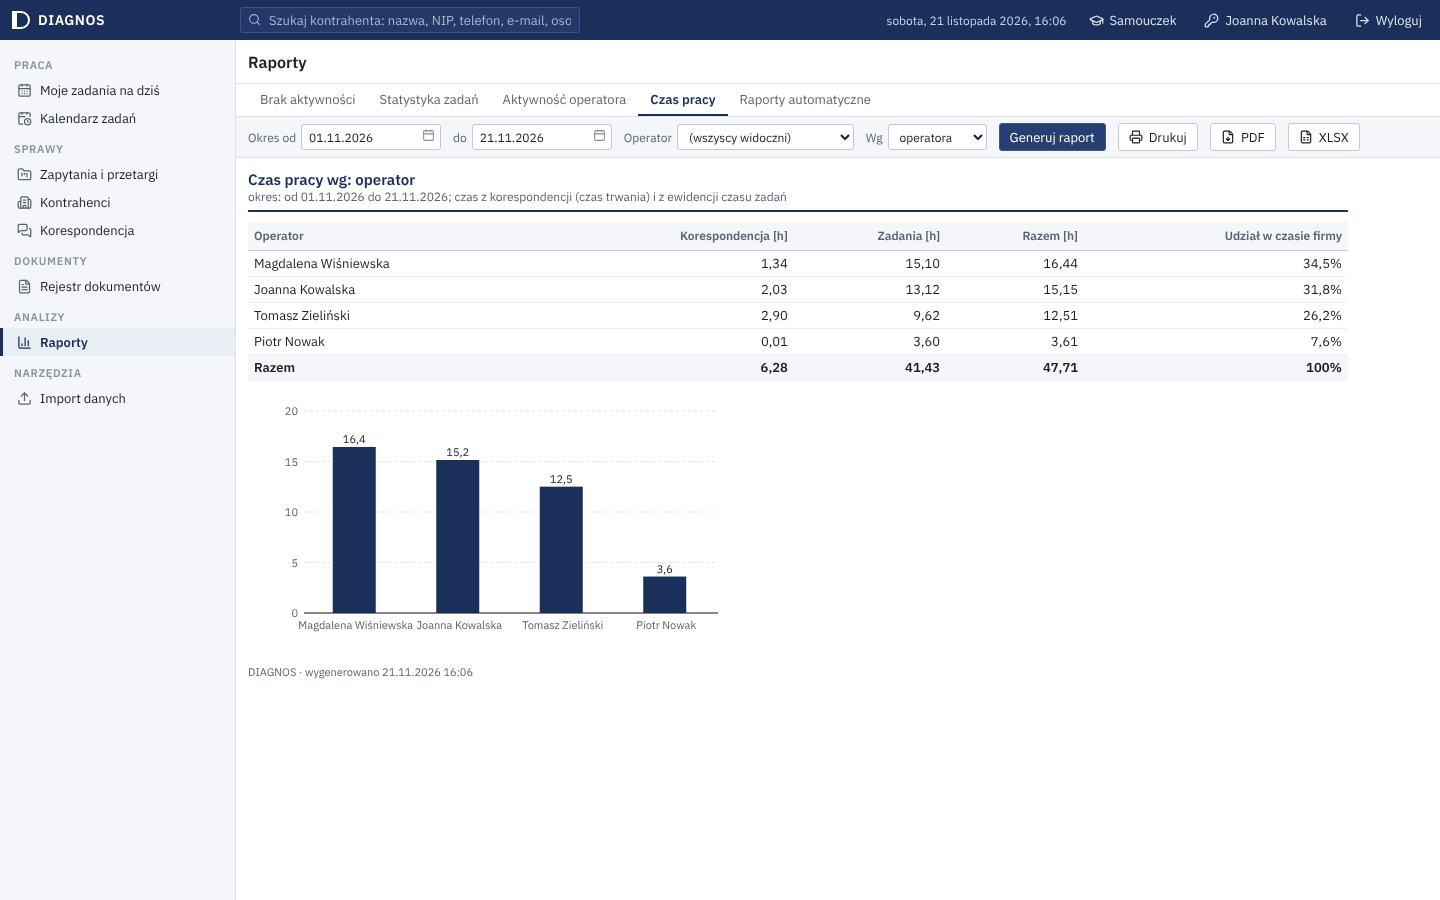 DIAGNOS
Szukaj kontrahenta: nazwa, NIP, telefon, e-mail, oso
sobota, 21 listopada 2026, 16:06
Samouczek
Joanna Kowalska
Wyloguj
PRACA
Moje zadania na dziś
Kalendarz zadań
SPRAWY
Zapytania i przetargi
Kontrahenci
Korespondencja
DOKUMENTY
Rejestr dokumentów
ANALIZY
Raporty
NARZĘDZIA
Import danych
Raporty
Brak aktywności Statystyka zadań Aktywność operatora Czas pracy Raporty automatyczne
Okres od 01.11.2026 do 21.11.2026 Operator (wszyscy widoczni) Wg operatora Generuj raport Drukuj PDF XLSX
Czas pracy wg: operator
okres: od 01.11.2026 do 21.11.2026; czas z korespondencji (czas trwania) i z ewidencji czasu zadań
Operator Korespondencja [h] Zadania [h] Razem [h] Udział w czasie firmy
Magdalena Wiśniewska 1,34 15,10 16,44 34,5%
Joanna Kowalska 2,03 13,12 15,15 31,8%
Tomasz Zieliński 2,90 9,62 12,51 26,2%
Piotr Nowak 0,01 3,60 3,61 7,6%
Razem 6,28 41,43 47,71 100%
20
16,4
15,2
15
12,5
10
5
3,6
0
Magdalena Wiśniewska Joanna Kowalska Tomasz Zieliński Piotr Nowak
DIAGNOS · wygenerowano 21.11.2026 16:06